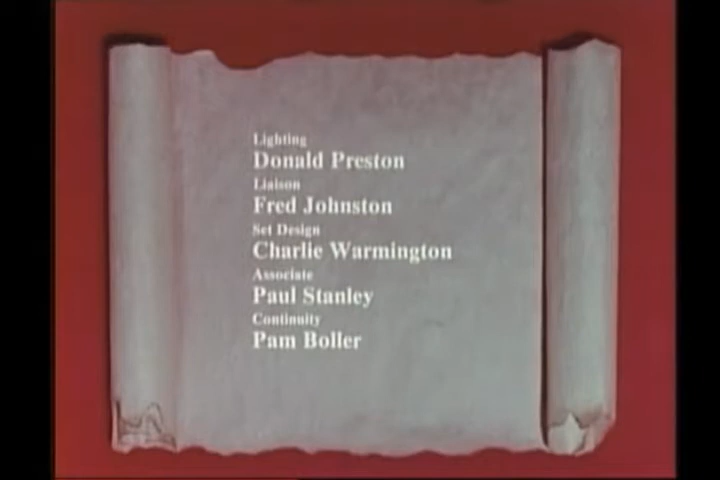 Lighting
Donald Preston
Liaison
Fred Johnston
Set Design
Charlie Warmington
Associate
Paul Stanley
Continuity
Pam Boller